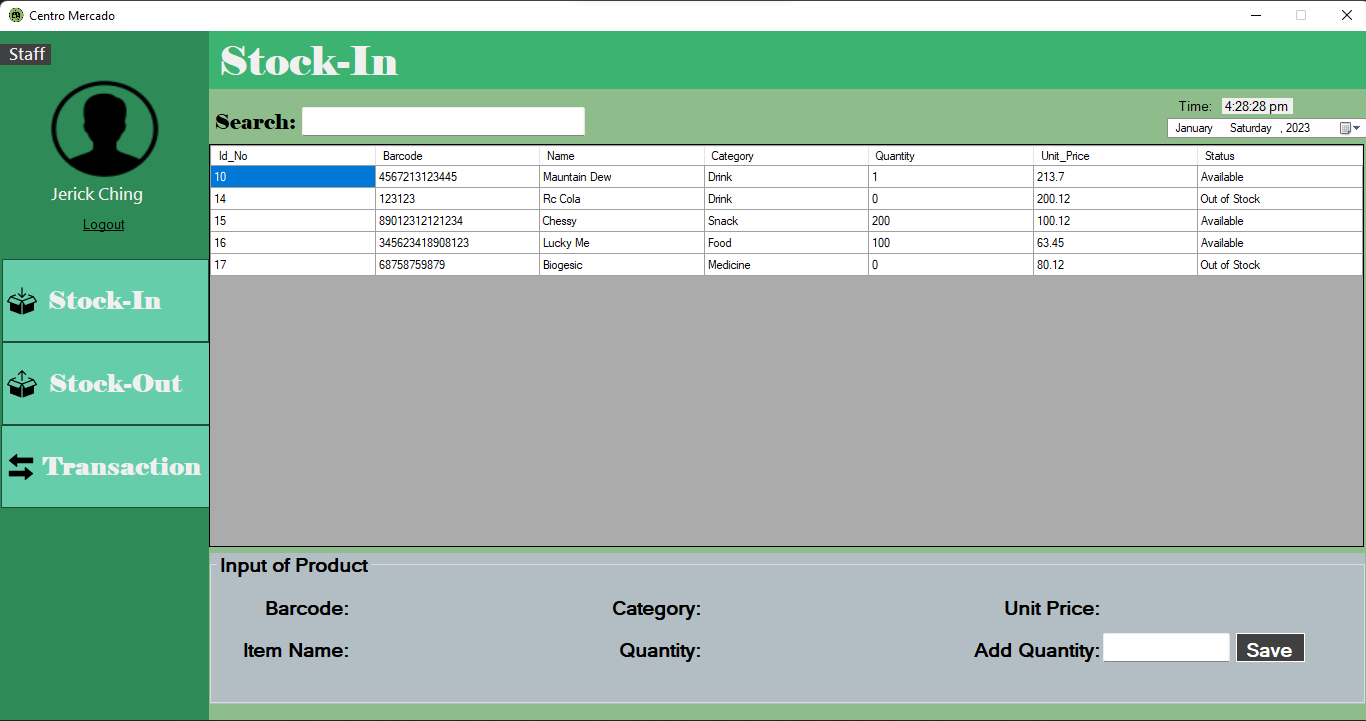 Centro Mercado
Staff
Jerick Ching
Logout
Stock-In
Stock-Out
Transaction
Stock-In
Search:
Time: 4:28:28 pm
January Saturday , 2023
Id_No Barcode Name Category Quantity Unit_Price Status
10 4567213123445 Mauntain Dew Drink 1 213.7 Available
14 123123 Rc Cola Drink 0 200.12 Out of Stock
15 89012312121234 Chessy Snack 200 100.12 Available
16 345623418908123 Lucky Me Food 100 63.45 Available
17 68758759879 Biogesic Medicine 0 80.12 Out of Stock
Input of Product
Barcode: Category: Unit Price:
Item Name: Quantity: Add Quantity: Save